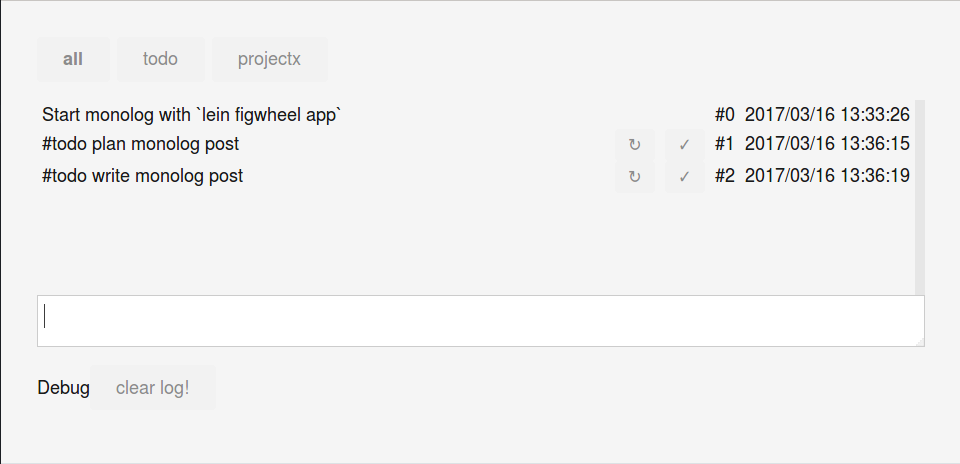 all todo projectx
Start monolog with `lein figwheel app` #0 2017/03/16 13:33:26
#todo plan monolog post ↻ ✓ #1 2017/03/16 13:36:15
#todo write monolog post ↻ ✓ #2 2017/03/16 13:36:19
Debug clear log!